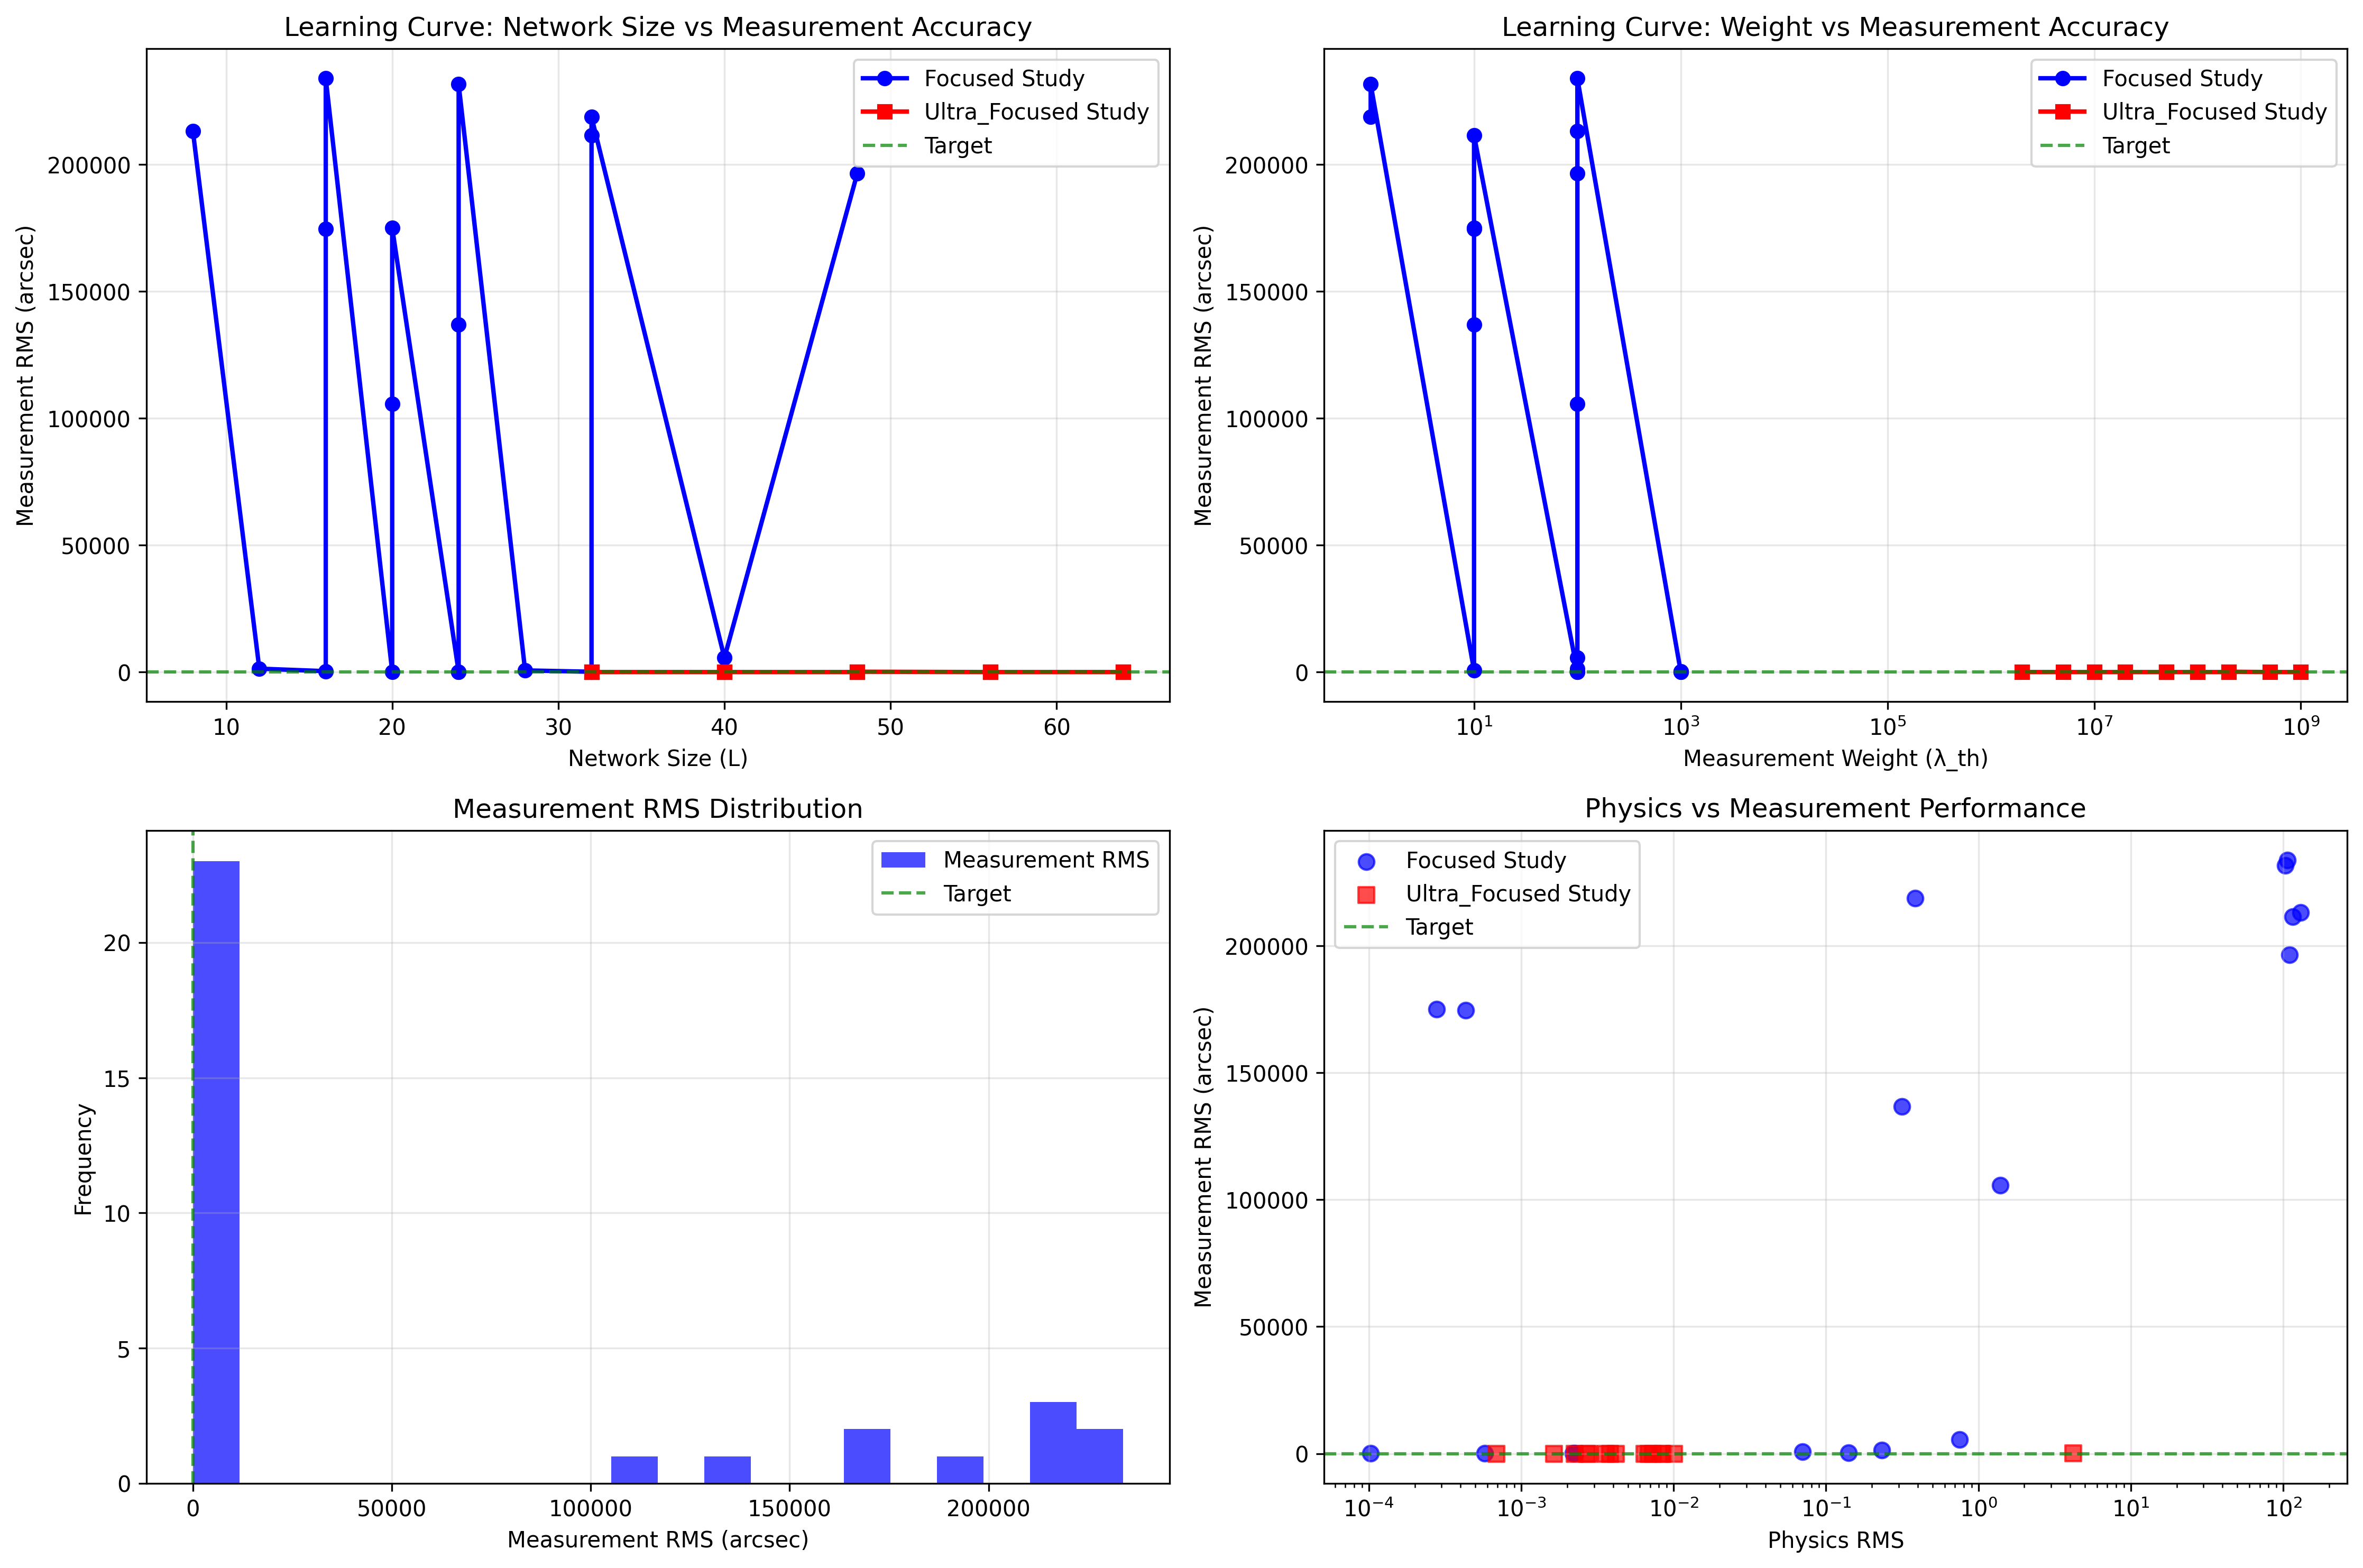 Learning Curve: Network Size vs Measurement Accuracy
Measurement RMS (arcsec)
200000
150000
100000
50000
0
10
20
30
40
50
60
Network Size (L)
Focused Study
Ultra_Focused Study
Target
Learning Curve: Weight vs Measurement Accuracy
Measurement RMS (arcsec)
200000
150000
100000
50000
0
10¹
10³
10⁵
10⁷
10⁹
Measurement Weight (λ_th)
Focused Study
Ultra_Focused Study
Target
Measurement RMS Distribution
Frequency
20
15
10
5
0
0
50000
100000
150000
200000
Measurement RMS (arcsec)
Measurement RMS
Target
Physics vs Measurement Performance
Measurement RMS (arcsec)
200000
150000
100000
50000
0
10⁻⁴
10⁻³
10⁻²
10⁻¹
10⁰
10¹
10²
Physics RMS
Focused Study
Ultra_Focused Study
Target